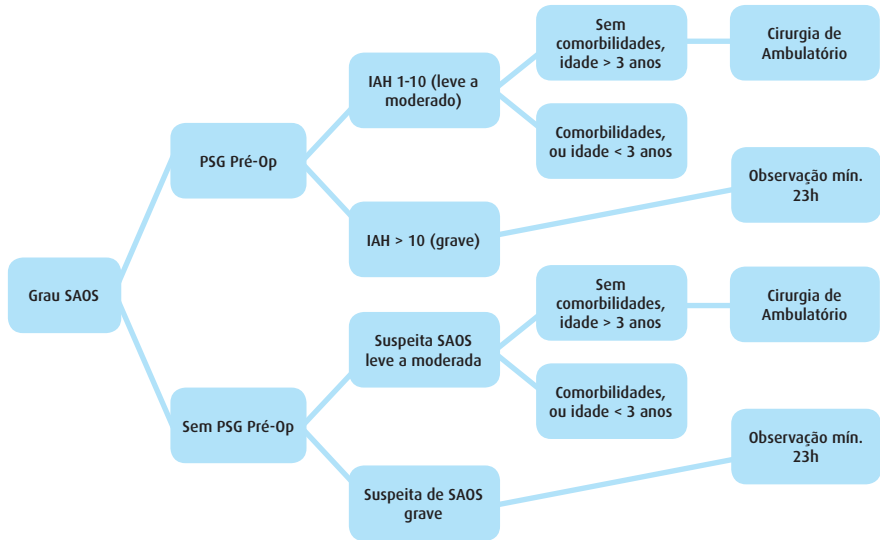 Grau SAOS
PSG Pré-Op
IAH 1-10 (leve a
moderado)
Sem
comorbilidades,
idade > 3 anos
Cirurgia de
Ambulatório
Comorbilidades,
ou idade < 3 anos
IAH > 10 (grave)
Observação mín.
23h
Sem PSG Pré-Op
Suspeita SAOS
leve a moderada
Sem
comorbilidades,
idade > 3 anos
Cirurgia de
Ambulatório
Comorbilidades,
ou idade < 3 anos
Suspeita de SAOS
grave
Observação mín.
23h